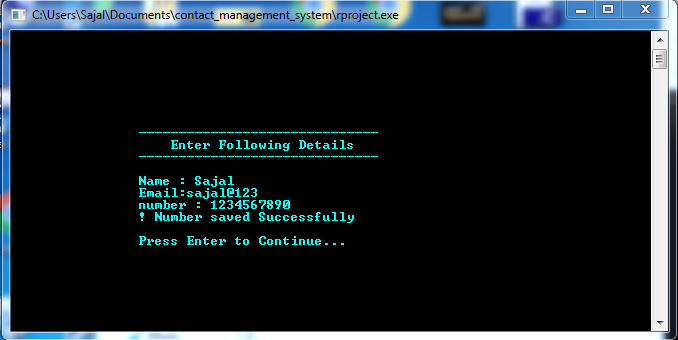 C:\Users\Sajal\Documents\contact_management_system\rproject.exe
------------------------------
Enter Following Details
------------------------------
Name : Sajal
Email:sajal@123
number : 1234567890
! Number saved Successfully
Press Enter to Continue...